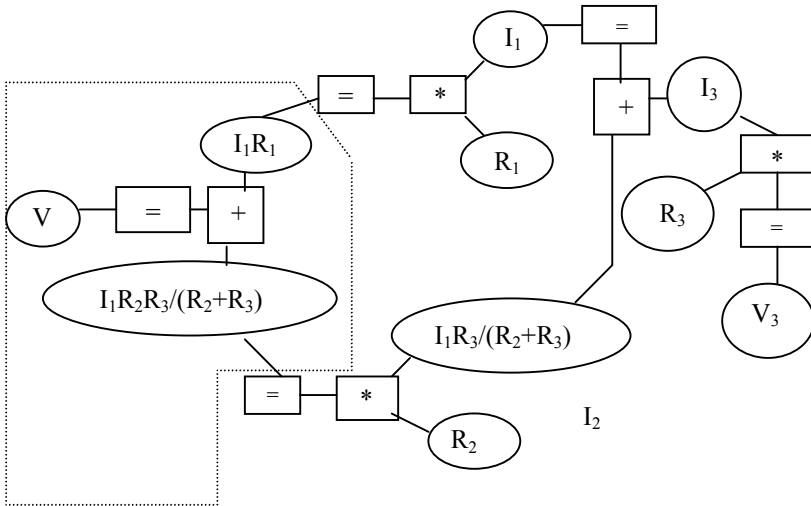 I₁ =
= * + I₃
I₁R₁
R₁ *
V = + R₃ =
I₁R₂R₃/(R₂+R₃)
I₁R₃/(R₂+R₃) V₃
= * I₂
R₂